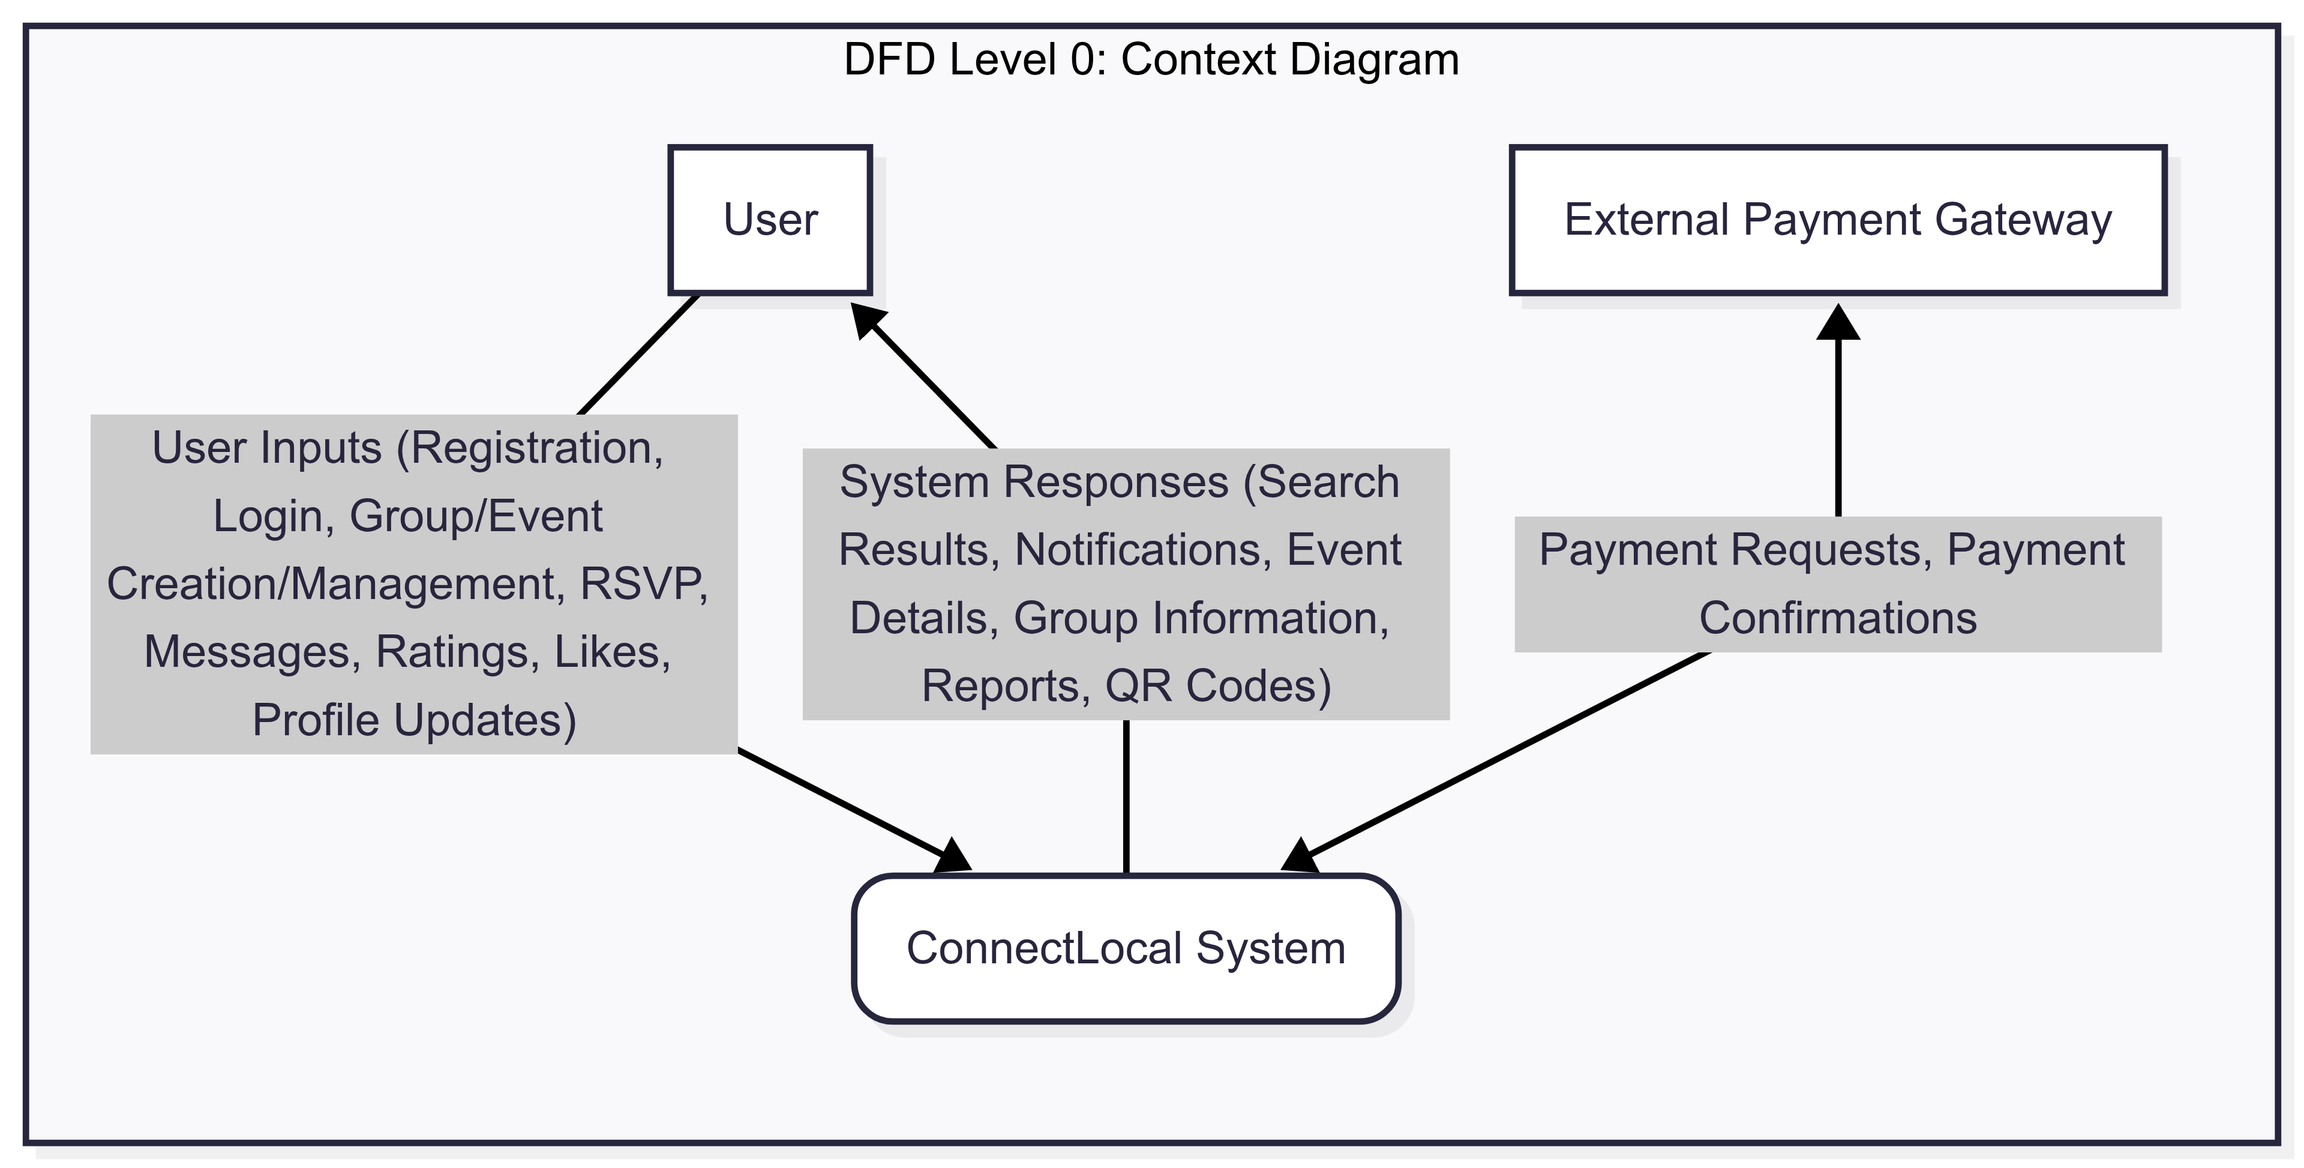 DFD Level 0: Context Diagram
User
External Payment Gateway
User Inputs (Registration,
Login, Group/Event
Creation/Management, RSVP,
Messages, Ratings, Likes,
Profile Updates)
System Responses (Search
Results, Notifications, Event
Details, Group Information,
Reports, QR Codes)
Payment Requests, Payment
Confirmations
ConnectLocal System